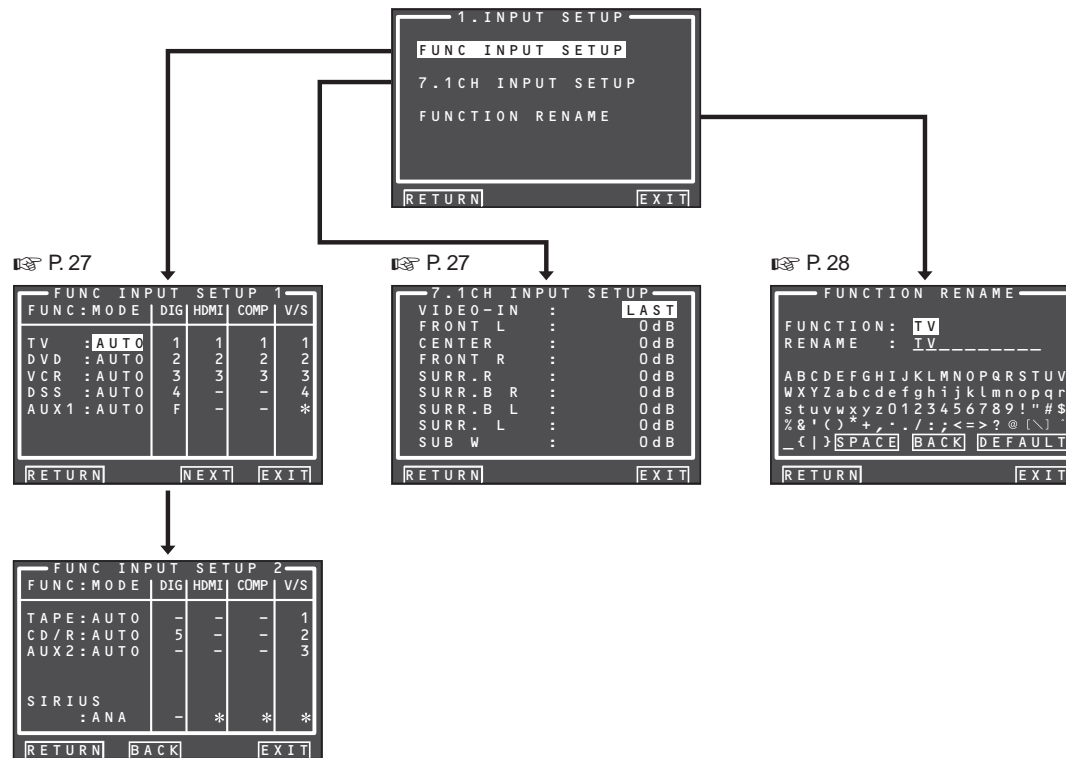 1.INPUT SETUP
FUNC INPUT SETUP
7.1CH INPUT SETUP
FUNCTION RENAME
RETURN EXIT
☞ P. 27
FUNC INPUT SETUP 1
FUNC:MODE DIG HDMI COMP V/S
TV :AUTO 1 1 1 1
DVD :AUTO 2 2 2 2
VCR :AUTO 3 3 3 3
DSS :AUTO 4 – – 4
AUX1:AUTO F – – *
RETURN NEXT EXIT
☞ P. 27
7.1CH INPUT SETUP
VIDEO-IN : LAST
FRONT L : 0dB
CENTER : 0dB
FRONT R : 0dB
SURR.R : 0dB
SURR.B R : 0dB
SURR.B L : 0dB
SURR. L : 0dB
SUB W : 0dB
RETURN EXIT
☞ P. 28
FUNCTION RENAME
FUNCTION: TV
RENAME : TV__________
ABCDEFGHIJKLMNOPQRSTUV
WXYZabcdefghijklmnopqr
stuvwxyz0123456789!"#$
%&'()*+,-./:;<=>?@[\]^
_{|}SPACE BACK DEFAULT
RETURN EXIT
FUNC INPUT SETUP 2
FUNC:MODE DIG HDMI COMP V/S
TAPE:AUTO – – – 1
CD/R:AUTO 5 – – 2
AUX2:AUTO – – – 3
SIRIUS
:ANA – * * *
RETURN BACK EXIT